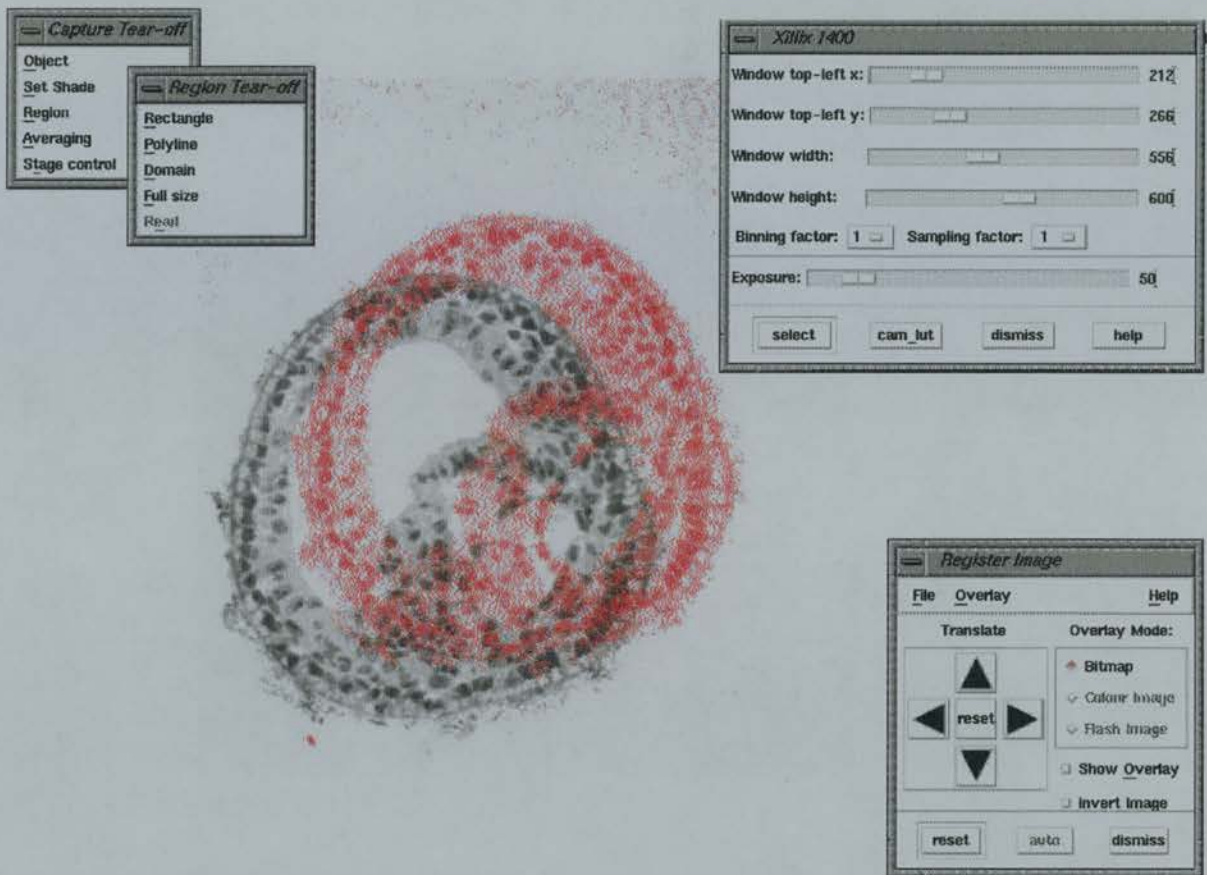 Capture Tear-off
Object
Set Shade
Region
Averaging
Stage control
Region Tear-off
Rectangle
Polyline
Domain
Full size
Read
Xillix 1400
Window top-left x: 212
Window top-left y: 266
Window width: 556
Window height: 600
Binning factor: 1 Sampling factor: 1
Exposure: 50
select cam_lut dismiss help
Register Image
File Overlay Help
Translate Overlay Mode:
Bitmap
Colour Image
reset
Flash Image
Show Overlay
Invert Image
reset auto dismiss